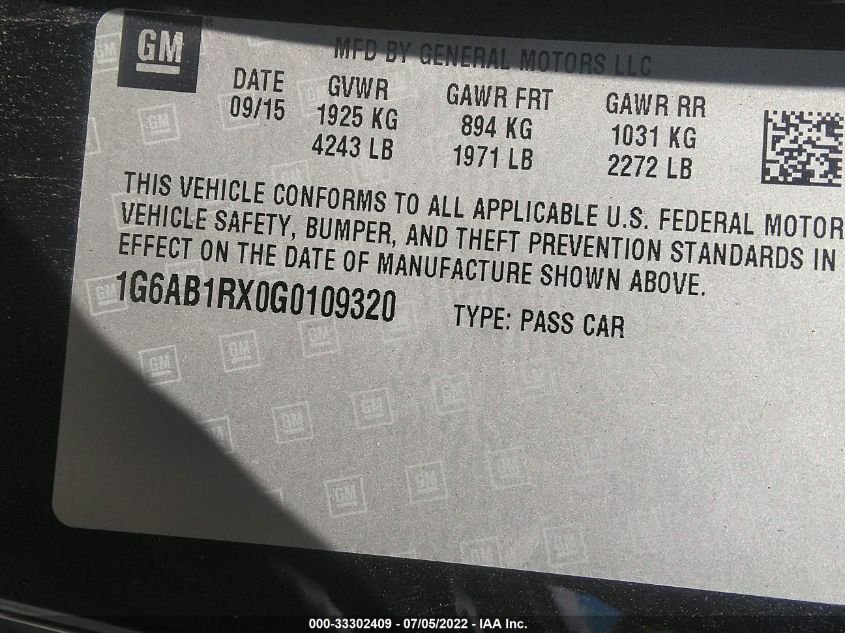 GM
MFD BY GENERAL MOTORS LLC
DATE GVWR GAWR FRT GAWR RR
09/15 1925 KG 894 KG 1031 KG
4243 LB 1971 LB 2272 LB
THIS VEHICLE CONFORMS TO ALL APPLICABLE U.S. FEDERAL MOTOR
VEHICLE SAFETY, BUMPER, AND THEFT PREVENTION STANDARDS IN
EFFECT ON THE DATE OF MANUFACTURE SHOWN ABOVE.
1G6AB1RX0G0109320 TYPE: PASS CAR
000-33302409 - 07/05/2022 - IAA Inc.